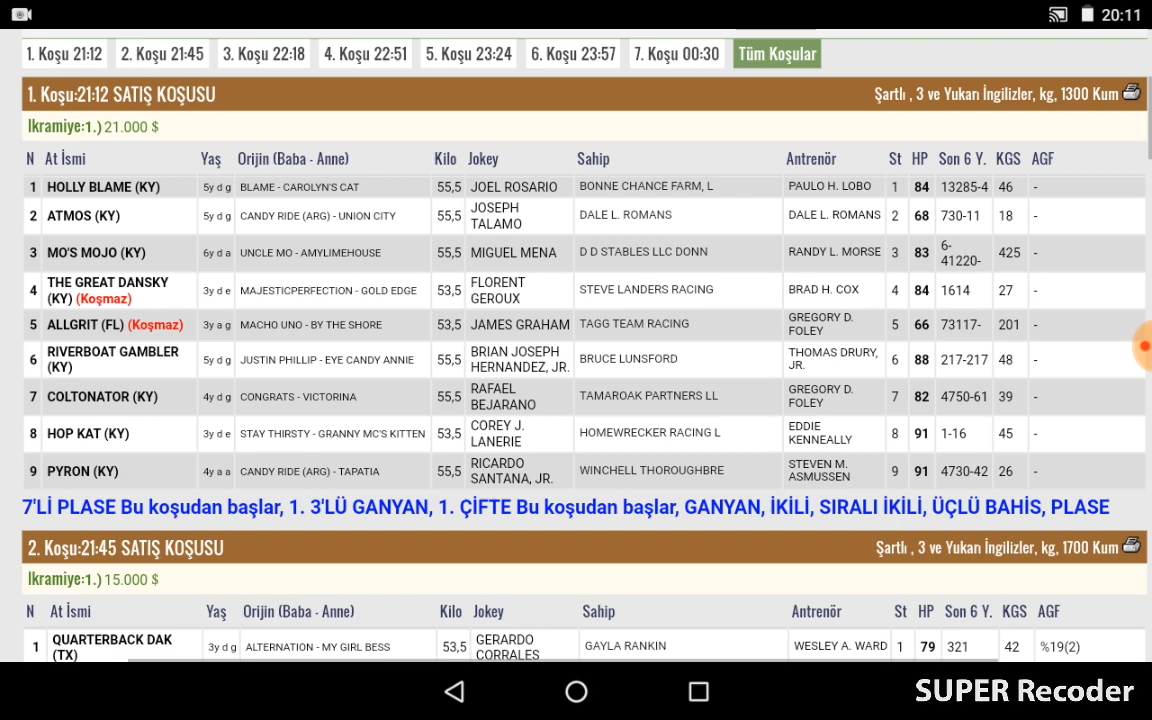 20:11
1. Koşu 21:12 2. Koşu 21:45 3. Koşu 22:18 4. Koşu 22:51 5. Koşu 23:24 6. Koşu 23:57 7. Koşu 00:30 Tüm Koşular
1. Koşu:21:12 SATIŞ KOŞUSU Şartlı , 3 ve Yukarı İngilizler, kg, 1300 Kum
İkramiye:1.) 21.000 $
N At İsmi Yaş Orijin (Baba - Anne) Kilo Jokey Sahip Antrenör St HP Son 6 Y. KGS AGF
1 HOLLY BLAME (KY) 5y d g BLAME - CAROLYN'S CAT 55,5 JOEL ROSARIO BONNE CHANCE FARM, L PAULO H. LOBO 1 84 13285-4 46 -
2 ATMOS (KY) 5y d g CANDY RIDE (ARG) - UNION CITY 55,5 JOSEPH TALAMO DALE L. ROMANS DALE L. ROMANS 2 68 730-11 18 -
3 MO'S MOJO (KY) 6y d a UNCLE MO - AMYLIMEHOUSE 55,5 MIGUEL MENA D D STABLES LLC DONN RANDY L. MORSE 3 83 6-41220- 425 -
4 THE GREAT DANSKY (KY) (Koşmaz) 3y d e MAJESTICPERFECTION - GOLD EDGE 53,5 FLORENT GEROUX STEVE LANDERS RACING BRAD H. COX 4 84 1614 27 -
5 ALLGRIT (FL) (Koşmaz) 3y a g MACHO UNO - BY THE SHORE 53,5 JAMES GRAHAM TAGG TEAM RACING GREGORY D. FOLEY 5 66 73117- 201 -
6 RIVERBOAT GAMBLER (KY) 5y d g JUSTIN PHILLIP - EYE CANDY ANNIE 55,5 BRIAN JOSEPH HERNANDEZ, JR. BRUCE LUNSFORD THOMAS DRURY, JR. 6 88 217-217 48 -
7 COLTONATOR (KY) 4y d g CONGRATS - VICTORINA 55,5 RAFAEL BEJARANO TAMAROAK PARTNERS LL GREGORY D. FOLEY 7 82 4750-61 39 -
8 HOP KAT (KY) 3y d e STAY THIRSTY - GRANNY MC'S KITTEN 53,5 COREY J. LANERIE HOMEWRECKER RACING L EDDIE KENNEALLY 8 91 1-16 45 -
9 PYRON (KY) 4y a a CANDY RIDE (ARG) - TAPATIA 55,5 RICARDO SANTANA, JR. WINCHELL THOROUGHBRE STEVEN M. ASMUSSEN 9 91 4730-42 26 -
7'Lİ PLASE Bu koşudan başlar, 1. 3'LÜ GANYAN, 1. ÇİFTE Bu koşudan başlar, GANYAN, İKİLİ, SIRALI İKİLİ, ÜÇLÜ BAHİS, PLASE
2. Koşu:21:45 SATIŞ KOŞUSU Şartlı , 3 ve Yukarı İngilizler, kg, 1700 Kum
İkramiye:1.) 15.000 $
N At İsmi Yaş Orijin (Baba - Anne) Kilo Jokey Sahip Antrenör St HP Son 6 Y. KGS AGF
1 QUARTERBACK DAK (TX) 3y d g ALTERNATION - MY GIRL BESS 53,5 GERARDO CORRALES GAYLA RANKIN WESLEY A. WARD 1 79 321 42 %19(2)
SUPER Recoder